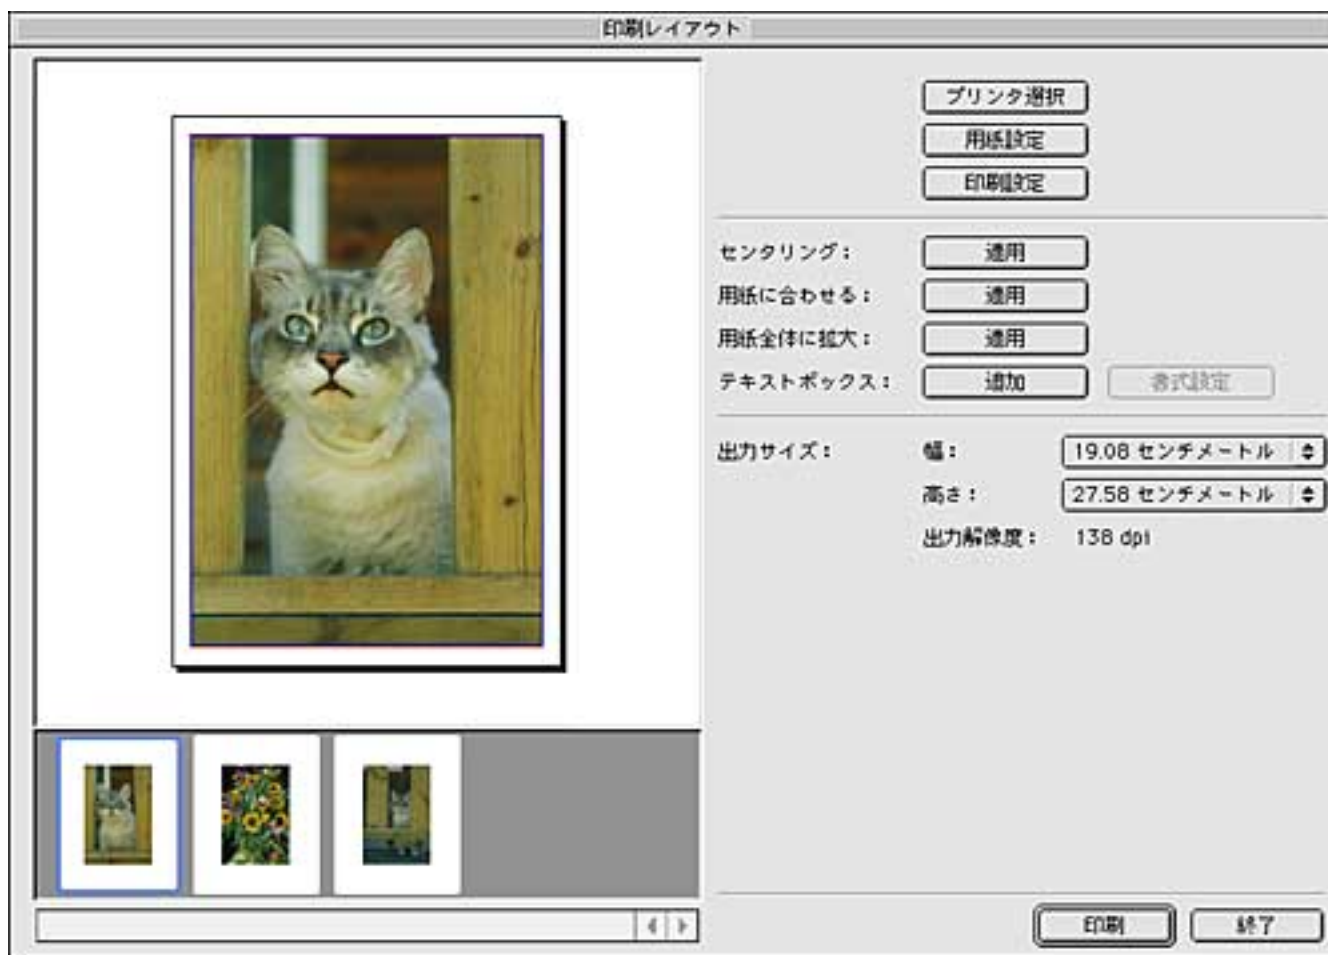 印刷レイアウト
プリンタ選択
用紙設定
印刷設定
センタリング： 適用
用紙に合わせる： 適用
用紙全体に拡大： 適用
テキストボックス： 追加 書式設定
出力サイズ： 幅： 19.08 センチメートル
高さ： 27.58 センチメートル
出力解像度： 138 dpi
印刷 終了